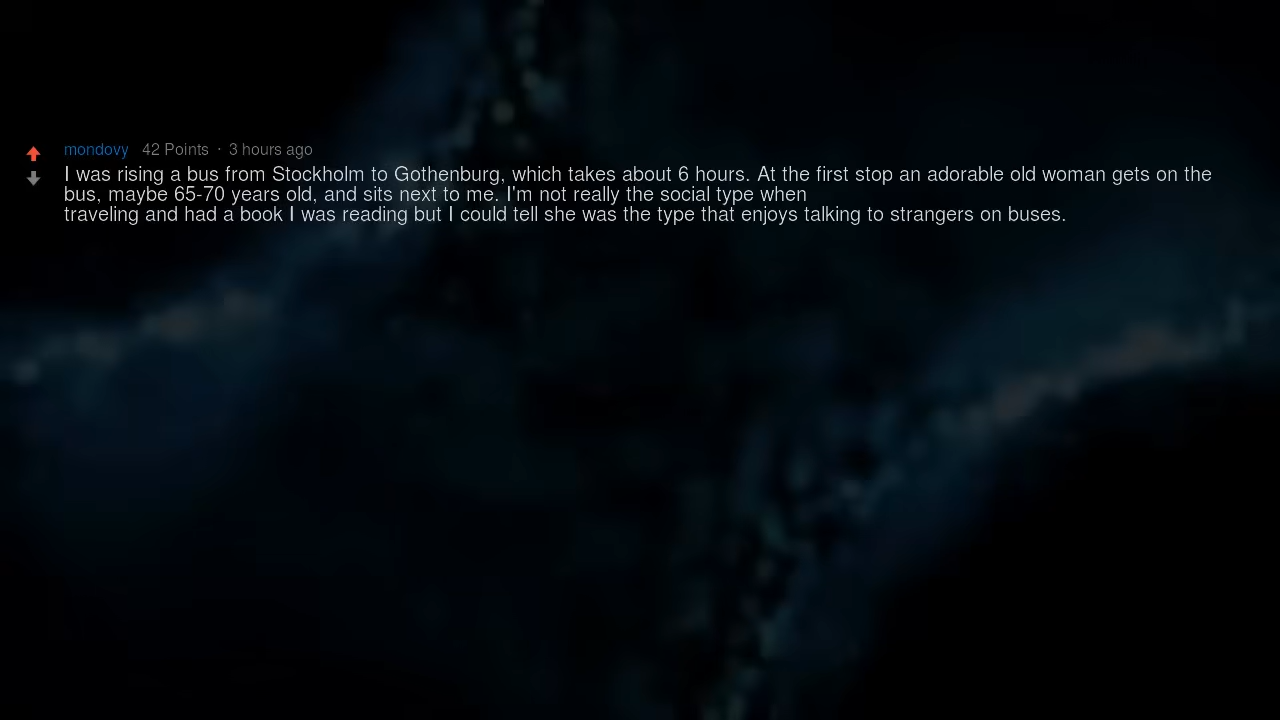 mondovy 42 Points · 3 hours ago
I was rising a bus from Stockholm to Gothenburg, which takes about 6 hours. At the first stop an adorable old woman gets on the
bus, maybe 65-70 years old, and sits next to me. I'm not really the social type when
traveling and had a book I was reading but I could tell she was the type that enjoys talking to strangers on buses.